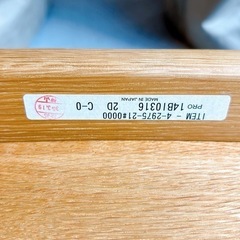 ITEM - 4-2975-21#0000
PRO 14B10316 2D C-0
MADE IN JAPAN